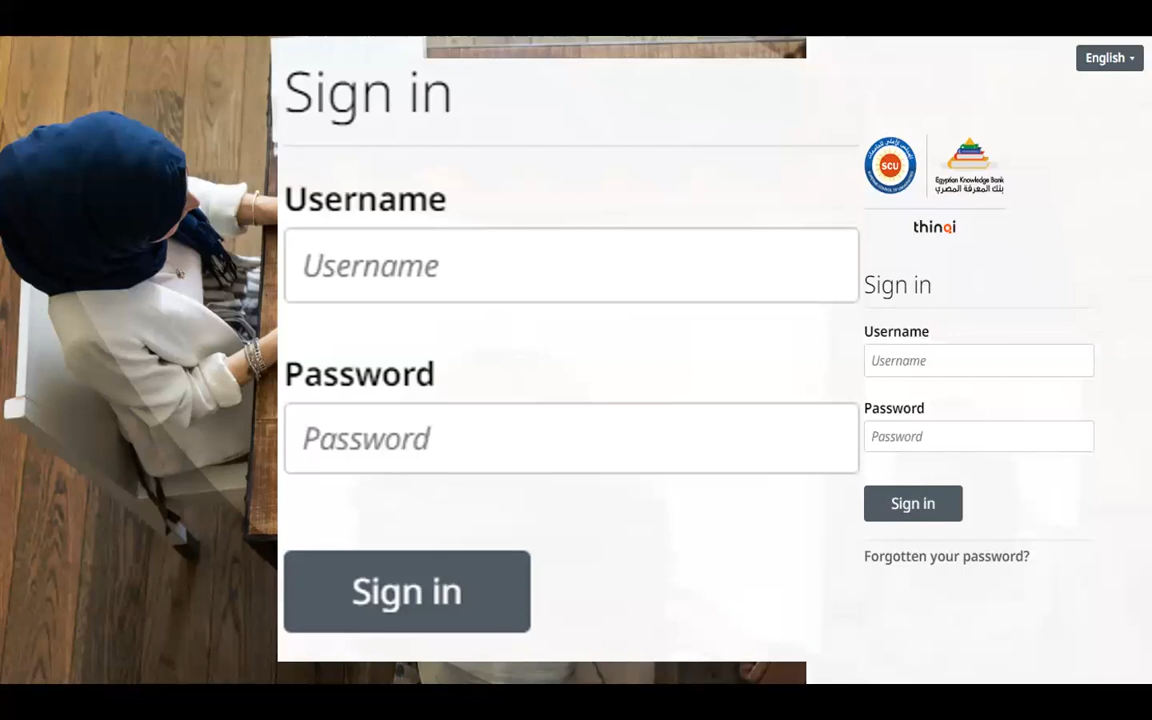 Sign in
Username
Username
Password
Password
Sign in
English
SCU
Egyptian Knowledge Bank
بنك المعرفة المصري
thinqi
Sign in
Username
Username
Password
Password
Sign in
Forgotten your password?